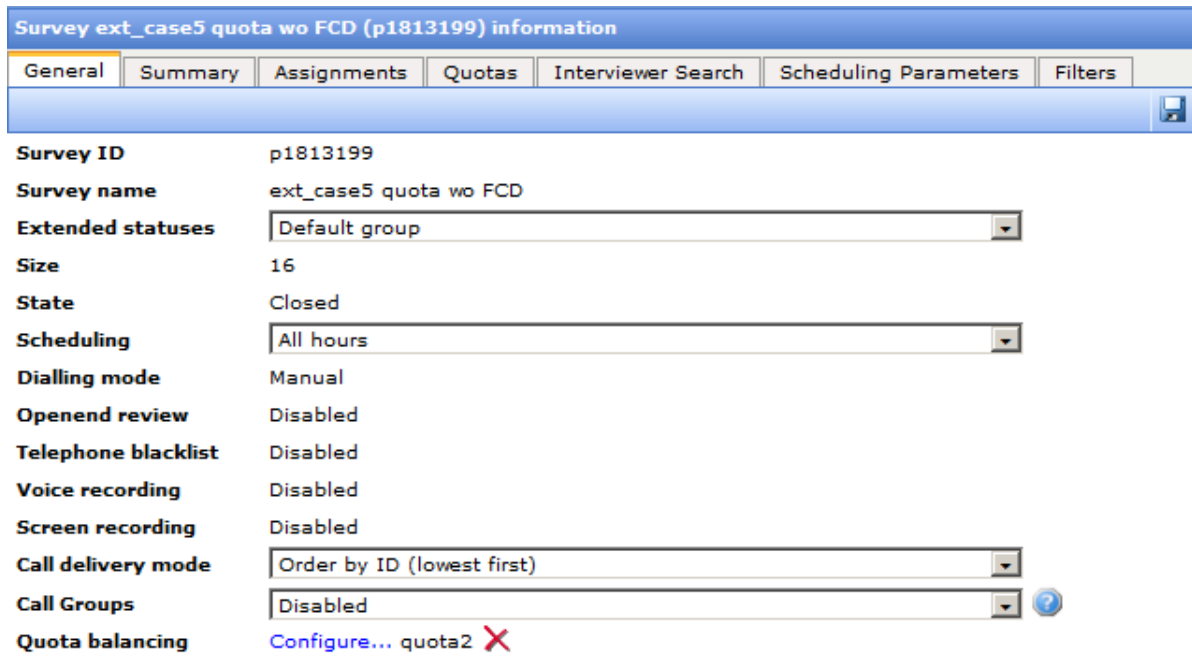 Survey ext_case5 quota wo FCD (p1813199) information
General Summary Assignments Quotas Interviewer Search Scheduling Parameters Filters
Survey ID p1813199
Survey name ext_case5 quota wo FCD
Extended statuses Default group
Size 16
State Closed
Scheduling All hours
Dialling mode Manual
Openend review Disabled
Telephone blacklist Disabled
Voice recording Disabled
Screen recording Disabled
Call delivery mode Order by ID (lowest first)
Call Groups Disabled ?
Quota balancing Configure... quota2